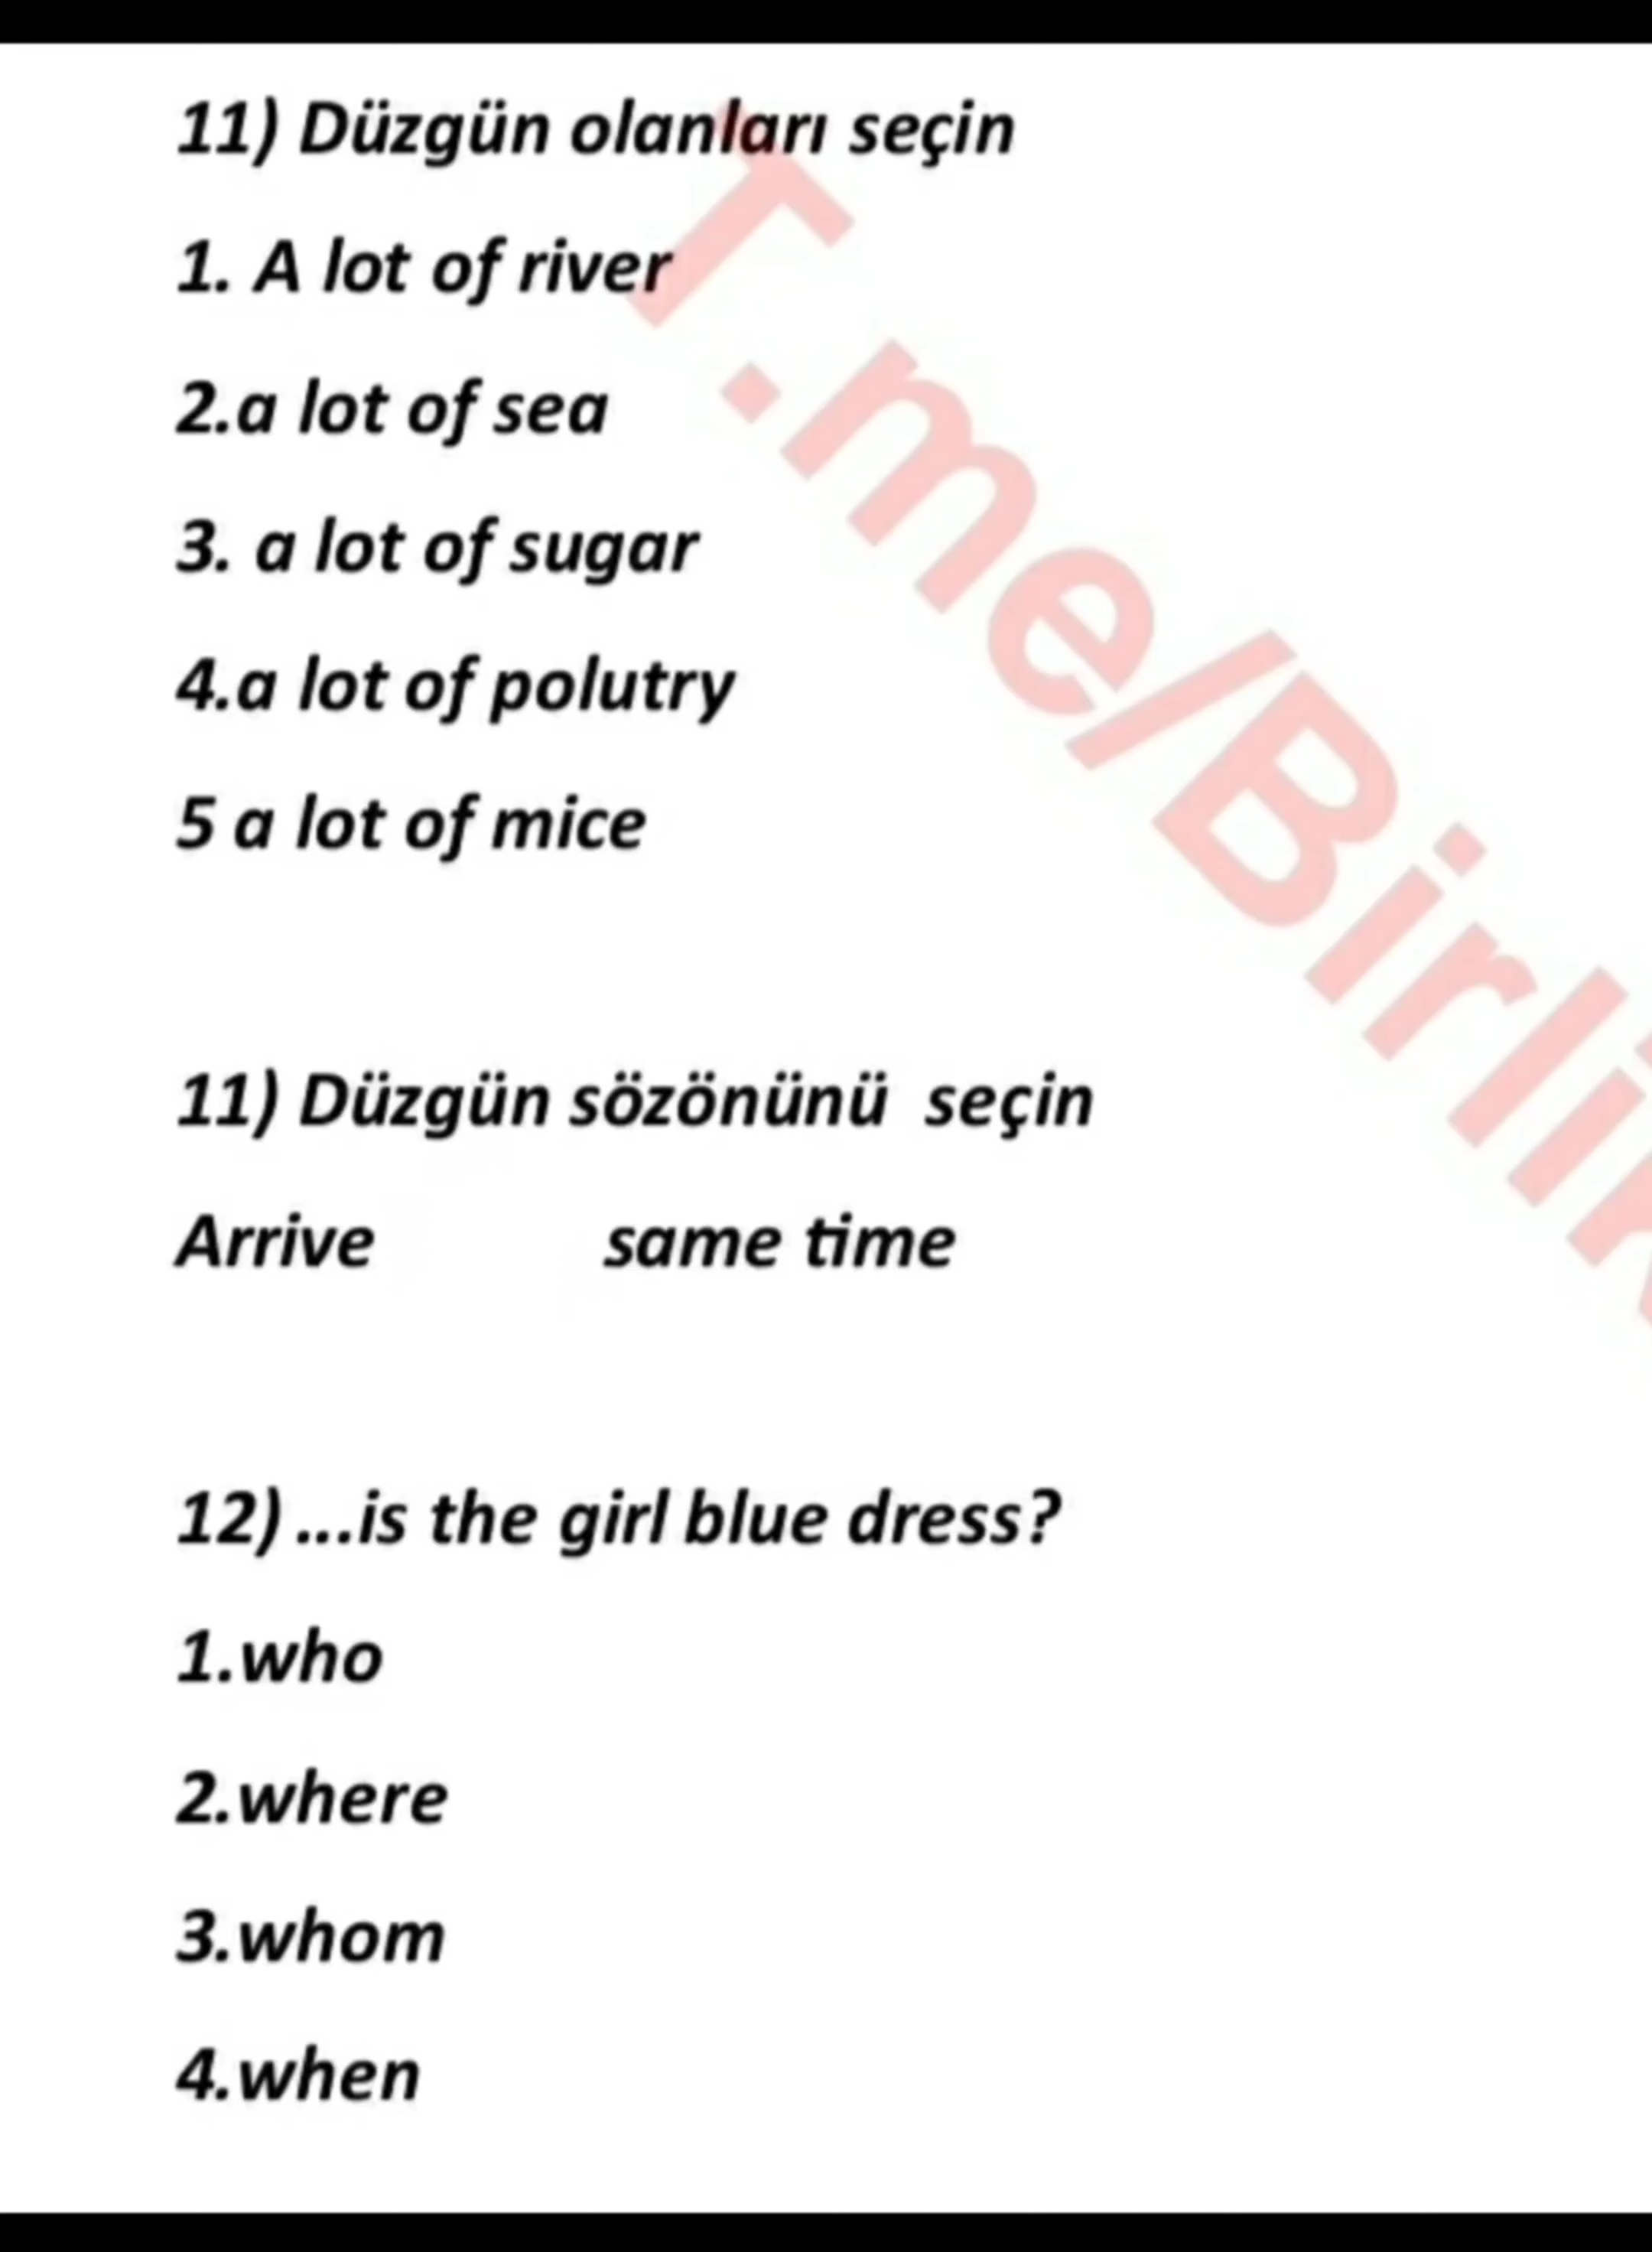 11) Düzgün olanları seçin
1. A lot of river
2.a lot of sea
3. a lot of sugar
4.a lot of polutry
5 a lot of mice
11) Düzgün sözönünü seçin
Arrive same time
12) ...is the girl blue dress?
1.who
2.where
3.whom
4.when
T.me/Birli